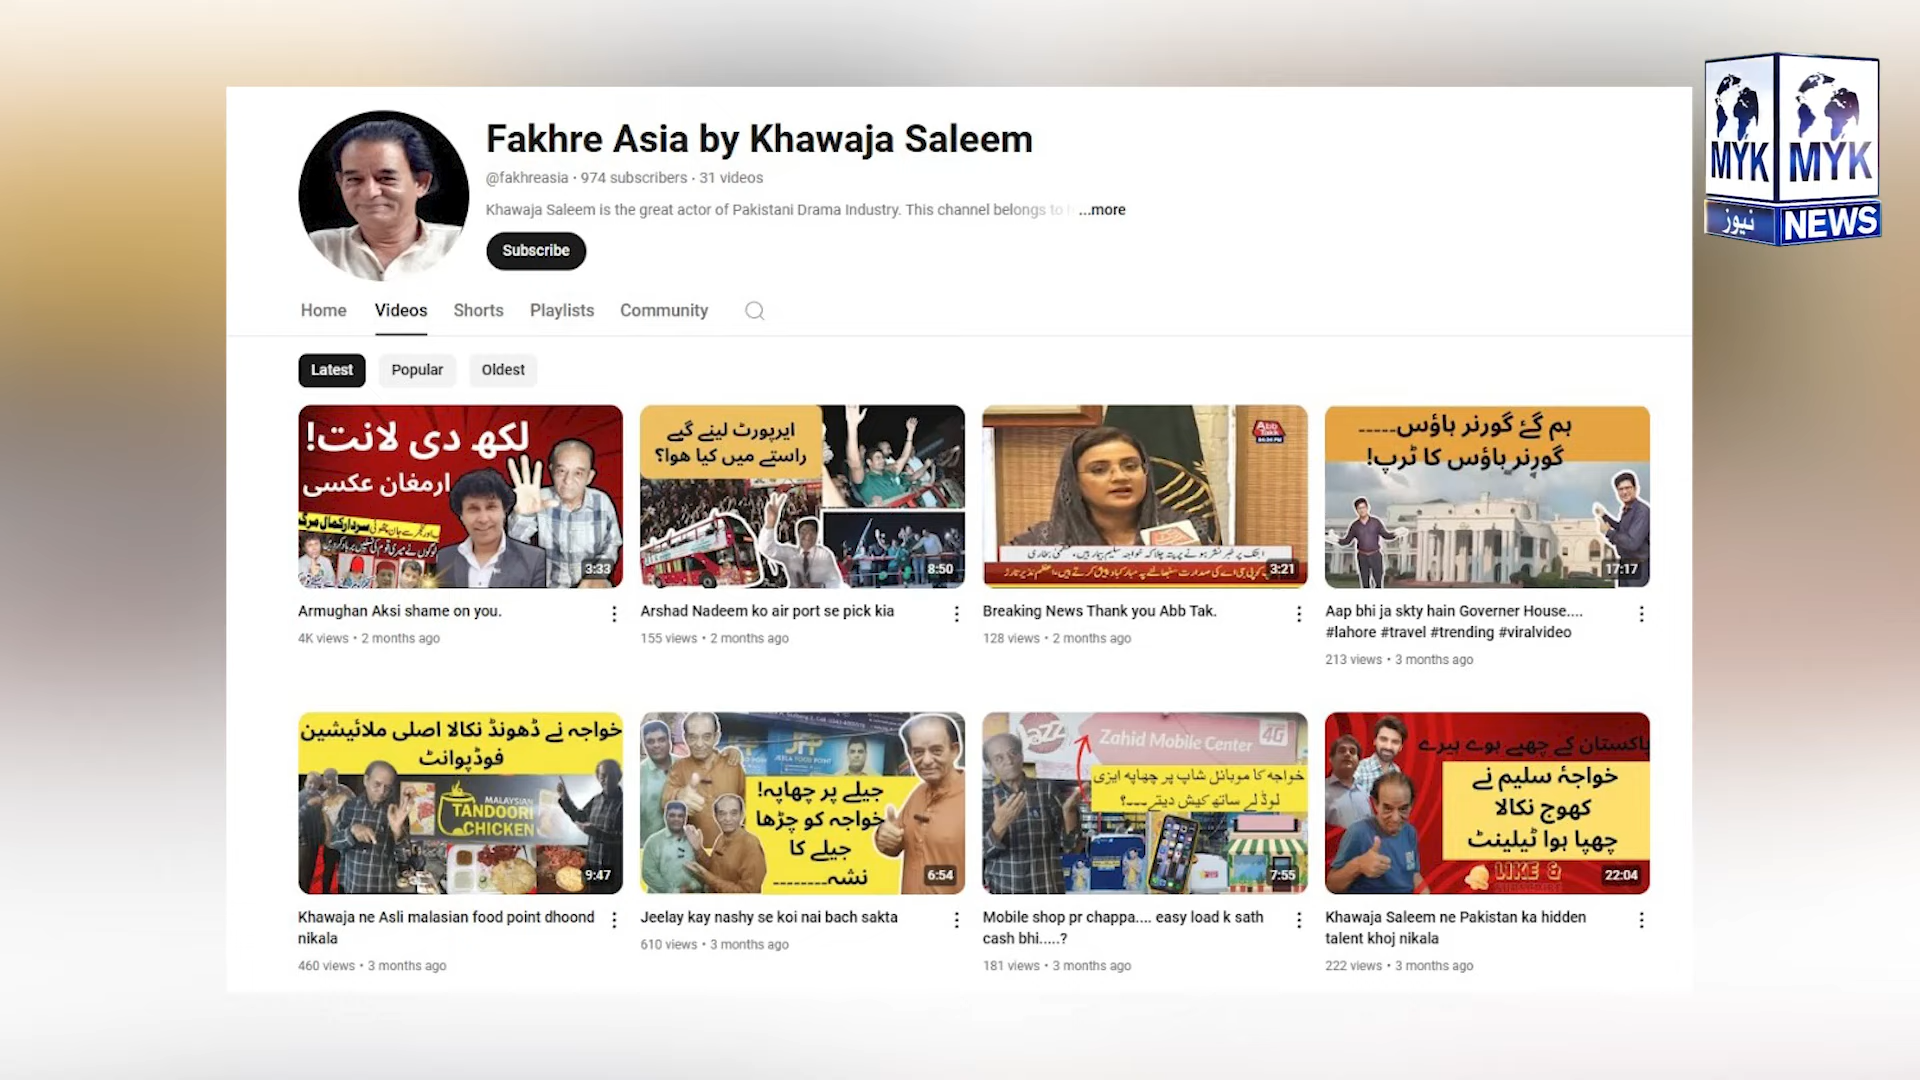 Fakhre Asia by Khawaja Saleem
@fakhreasia • 974 subscribers • 31 videos
Khawaja Saleem is the great actor of Pakistani Drama Industry. This channel belongs to ...more
Subscribe
MYK MYK
نیوز NEWS
Home Videos Shorts Playlists Community
Latest Popular Oldest
لکھ دی لانت!
ارمغان عکسی
3:33
ایرپورٹ لینے گیے
راستے میں کیا ھوا؟
8:50
Abb Takk
3:21
ہم گۓ گورنر ہاؤس-----
گورنر ہاؤس کا ٹرپ!
17:17
Armughan Aksi shame on you.
4K views • 2 months ago
Arshad Nadeem ko air port se pick kia
155 views • 2 months ago
Breaking News Thank you Abb Tak.
128 views • 2 months ago
Aap bhi ja skty hain Governer House....
#lahore #travel #trending #viralvideo
213 views • 3 months ago
خواجہ نے ڈھونڈ نکالا اصلی ملائیشین
فوڈپوانٹ
MALAYSIAN
TANDOORI
CHICKEN
9:47
JFP
جیلے پر چھاپہ!
خواجہ کو چڑھا
جیلے کا
نشہ--------
6:54
Jazz
Zahid Mobile Center 4G
خواجہ کا موبائل شاپ پر چھاپہ ایزی
لوڈ لے ساتھ کیش دیتے---؟
7:55
پاکستان کے چھپے ہوے ہیرے
خواجۂ سلیم نے
کھوج نکالا
چھپا ہوا ٹیلینٹ
LIKE &
22:04
Khawaja ne Asli malasian food point dhoond
nikala
460 views • 3 months ago
Jeelay kay nashy se koi nai bach sakta
610 views • 3 months ago
Mobile shop pr chappa.... easy load k sath
cash bhi.....?
181 views • 3 months ago
Khawaja Saleem ne Pakistan ka hidden
talent khoj nikala
222 views • 3 months ago